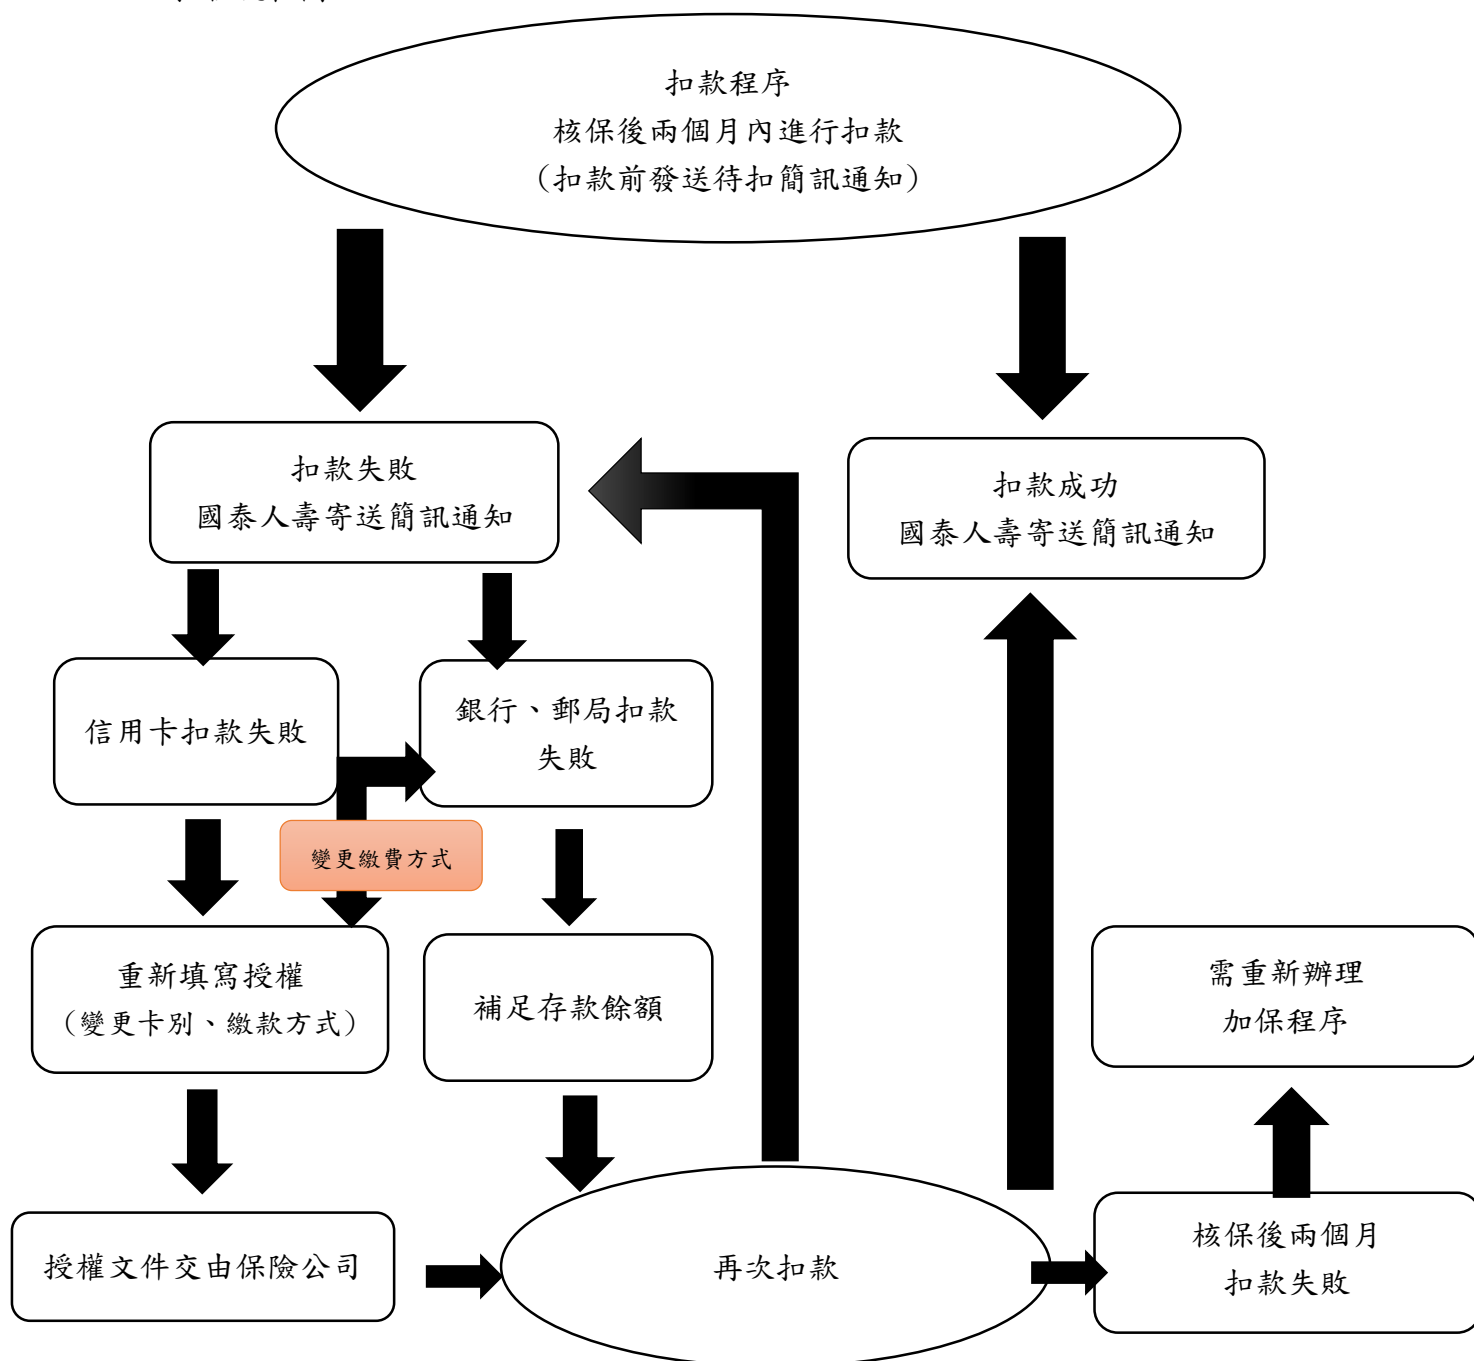 扣款程序
核保後兩個月內進行扣款
（扣款前發送待扣簡訊通知）
扣款失敗
國泰人壽寄送簡訊通知
扣款成功
國泰人壽寄送簡訊通知
信用卡扣款失敗
銀行、郵局扣款
失敗
變更繳費方式
重新填寫授權
（變更卡別、繳款方式）
補足存款餘額
需重新辦理
加保程序
授權文件交由保險公司
再次扣款
核保後兩個月
扣款失敗